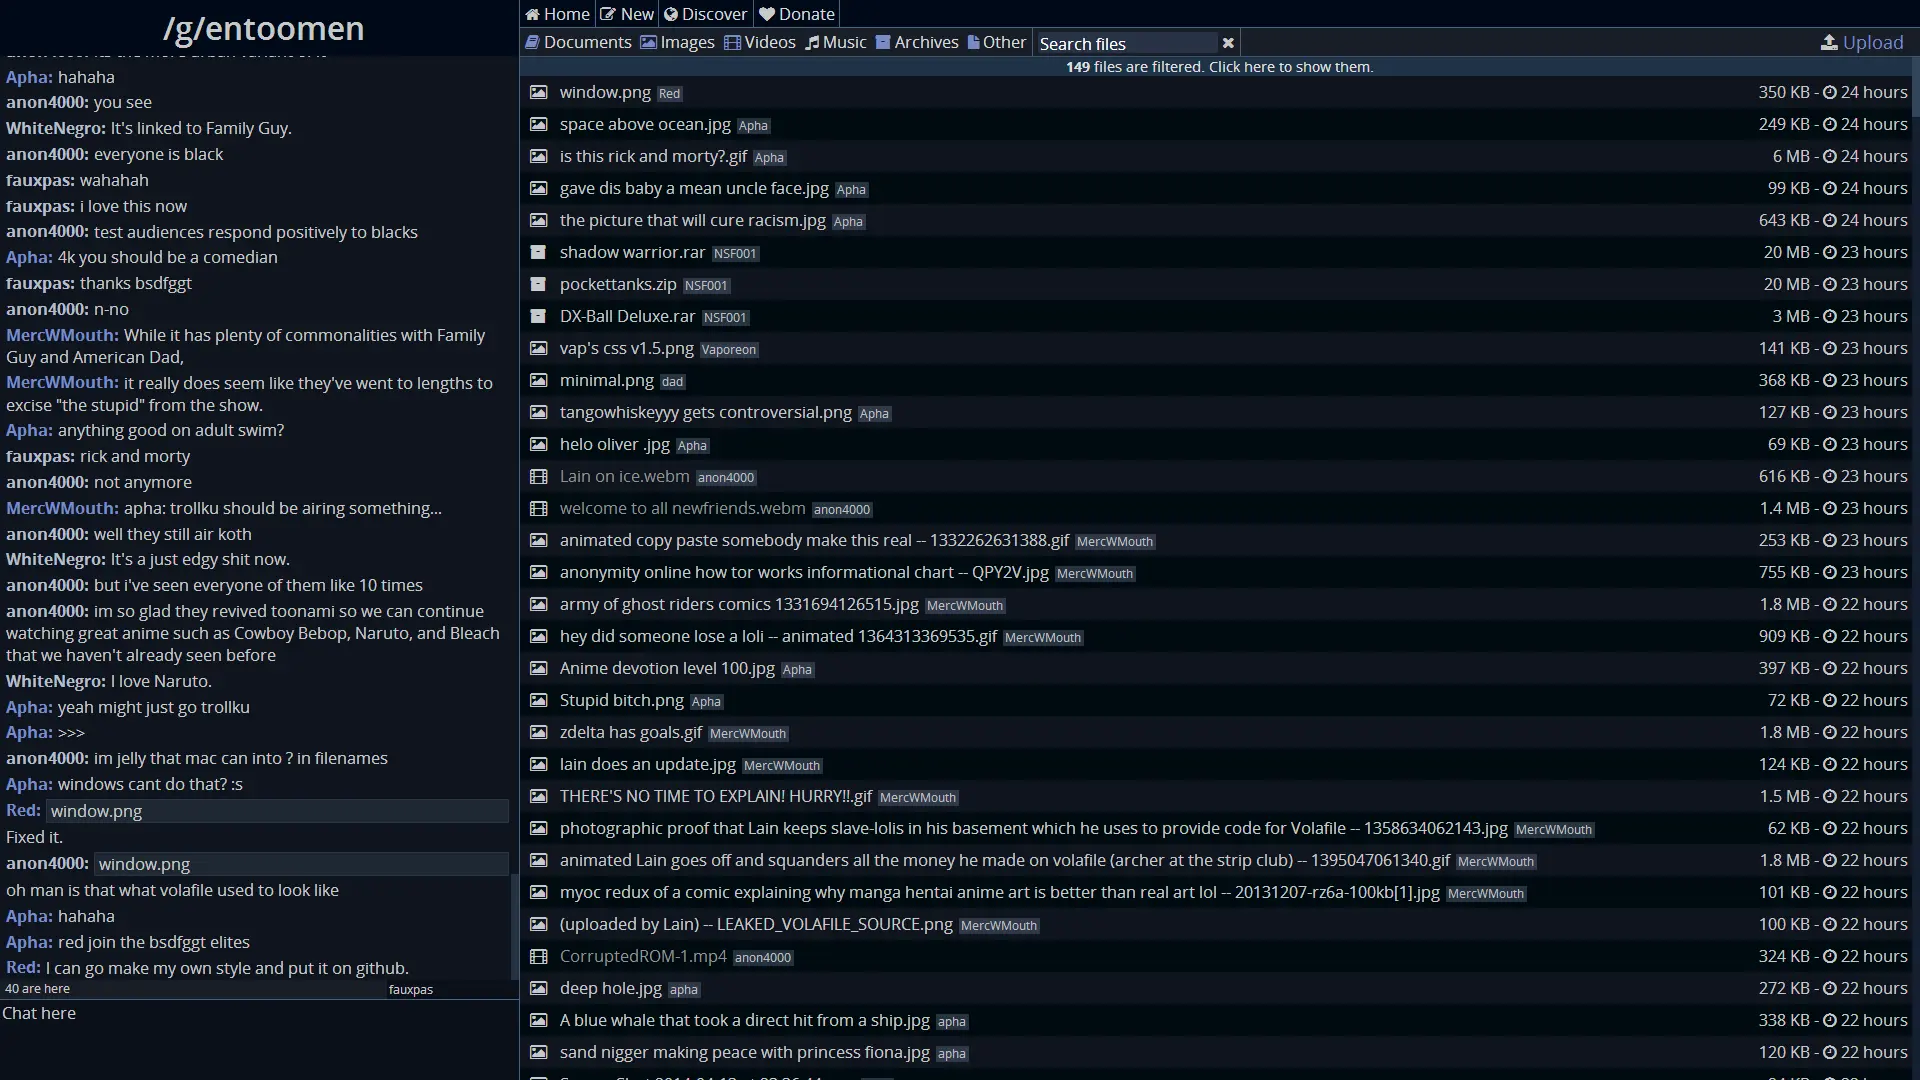 /g/entoomen
Apha: hahaha
anon4000: you see
WhiteNegro: It's linked to Family Guy.
anon4000: everyone is black
fauxpas: wahahah
fauxpas: i love this now
anon4000: test audiences respond positively to blacks
Apha: 4k you should be a comedian
fauxpas: thanks bsdfggt
anon4000: n-no
MercWMouth: While it has plenty of commonalities with Family
Guy and American Dad,
MercWMouth: it really does seem like they've went to lengths to
excise "the stupid" from the show.
Apha: anything good on adult swim?
fauxpas: rick and morty
anon4000: not anymore
MercWMouth: apha: trollku should be airing something...
anon4000: well they still air koth
WhiteNegro: It's a just edgy shit now.
anon4000: but i've seen everyone of them like 10 times
anon4000: im so glad they revived toonami so we can continue
watching great anime such as Cowboy Bebop, Naruto, and Bleach
that we haven't already seen before
WhiteNegro: I love Naruto.
Apha: yeah might just go trollku
Apha: >>>
anon4000: im jelly that mac can into ? in filenames
Apha: windows cant do that? :s
Red: window.png
Fixed it.
anon4000: window.png
oh man is that what volafile used to look like
Apha: hahaha
Apha: red join the bsdfggt elites
Red: I can go make my own style and put it on github.
40 are here fauxpas
Chat here
Home New Discover Donate
Documents Images Videos Music Archives Other Search files Upload
149 files are filtered. Click here to show them.
window.png Red 350 KB - 24 hours
space above ocean.jpg Apha 249 KB - 24 hours
is this rick and morty?.gif Apha 6 MB - 24 hours
gave dis baby a mean uncle face.jpg Apha 99 KB - 24 hours
the picture that will cure racism.jpg Apha 643 KB - 24 hours
shadow warrior.rar NSF001 20 MB - 23 hours
pockettanks.zip NSF001 20 MB - 23 hours
DX-Ball Deluxe.rar NSF001 3 MB - 23 hours
vap's css v1.5.png Vaporeon 141 KB - 23 hours
minimal.png dad 368 KB - 23 hours
tangowhiskeyyy gets controversial.png Apha 127 KB - 23 hours
helo oliver .jpg Apha 69 KB - 23 hours
Lain on ice.webm anon4000 616 KB - 23 hours
welcome to all newfriends.webm anon4000 1.4 MB - 23 hours
animated copy paste somebody make this real -- 1332262631388.gif MercWMouth 253 KB - 23 hours
anonymity online how tor works informational chart -- QPY2V.jpg MercWMouth 755 KB - 23 hours
army of ghost riders comics 1331694126515.jpg MercWMouth 1.8 MB - 22 hours
hey did someone lose a loli -- animated 1364313369535.gif MercWMouth 909 KB - 22 hours
Anime devotion level 100.jpg Apha 397 KB - 22 hours
Stupid bitch.png Apha 72 KB - 22 hours
zdelta has goals.gif MercWMouth 1.8 MB - 22 hours
lain does an update.jpg MercWMouth 124 KB - 22 hours
THERE'S NO TIME TO EXPLAIN! HURRY!!.gif MercWMouth 1.5 MB - 22 hours
photographic proof that Lain keeps slave-lolis in his basement which he uses to provide code for Volafile -- 1358634062143.jpg MercWMouth 62 KB - 22 hours
animated Lain goes off and squanders all the money he made on volafile (archer at the strip club) -- 1395047061340.gif MercWMouth 1.8 MB - 22 hours
myoc redux of a comic explaining why manga hentai anime art is better than real art lol -- 20131207-rz6a-100kb[1].jpg MercWMouth 101 KB - 22 hours
(uploaded by Lain) -- LEAKED_VOLAFILE_SOURCE.png MercWMouth 100 KB - 22 hours
CorruptedROM-1.mp4 anon4000 324 KB - 22 hours
deep hole.jpg apha 272 KB - 22 hours
A blue whale that took a direct hit from a ship.jpg apha 338 KB - 22 hours
sand nigger making peace with princess fiona.jpg apha 120 KB - 22 hours